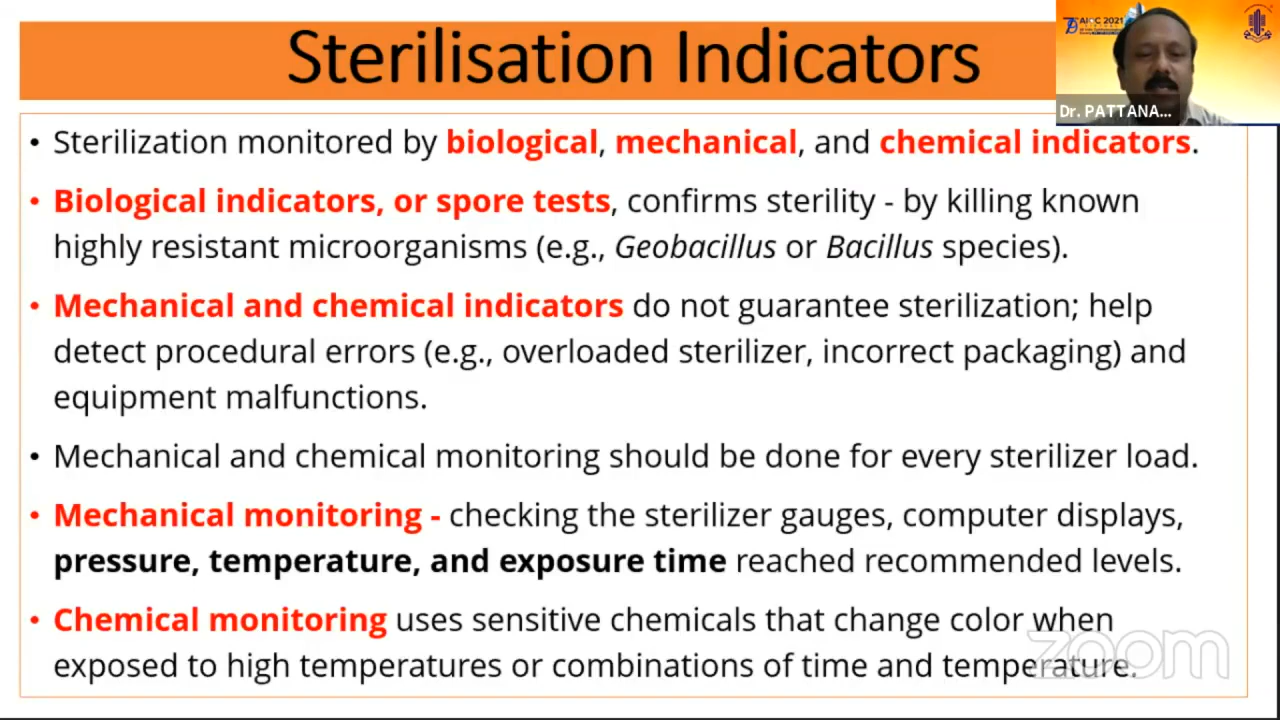 Sterilisation Indicators
AIOC 2021
Dr. PATTANA...
• Sterilization monitored by biological, mechanical, and chemical indicators.
• Biological indicators, or spore tests, confirms sterility - by killing known
highly resistant microorganisms (e.g., Geobacillus or Bacillus species).
• Mechanical and chemical indicators do not guarantee sterilization; help
detect procedural errors (e.g., overloaded sterilizer, incorrect packaging) and
equipment malfunctions.
• Mechanical and chemical monitoring should be done for every sterilizer load.
• Mechanical monitoring - checking the sterilizer gauges, computer displays,
pressure, temperature, and exposure time reached recommended levels.
• Chemical monitoring uses sensitive chemicals that change color when
exposed to high temperatures or combinations of time and temperature.
zoom